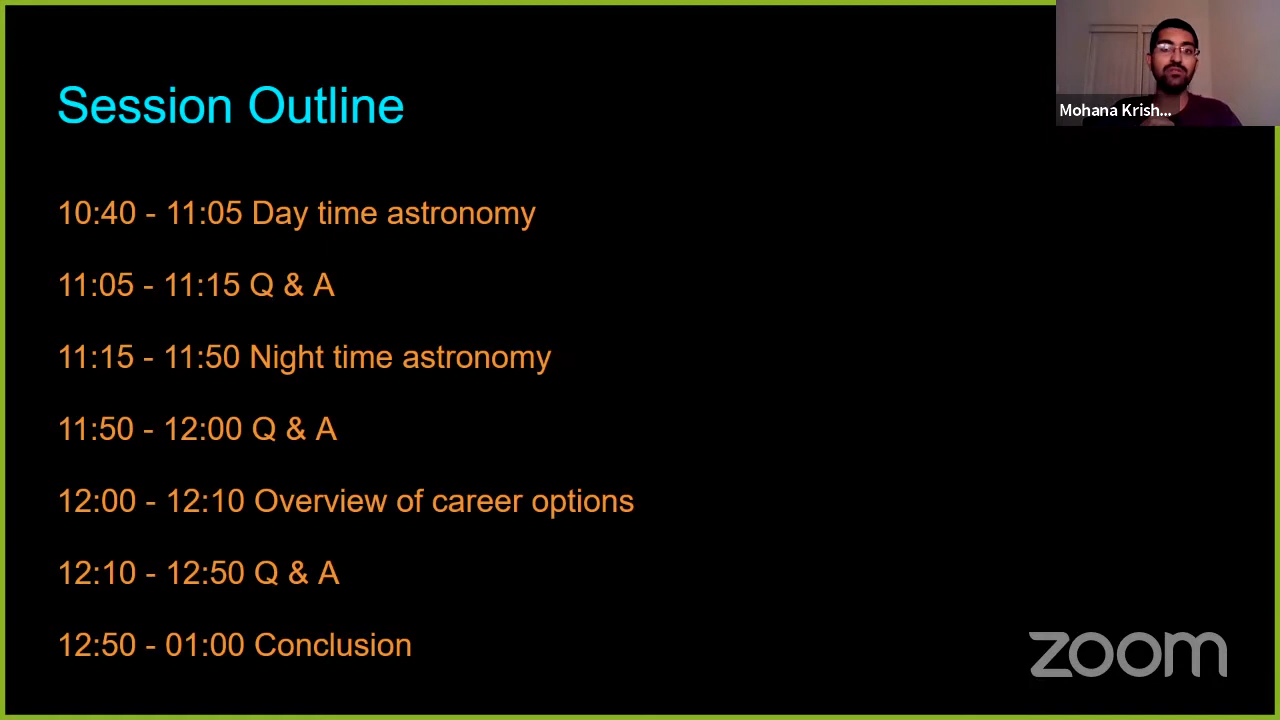 Session Outline
10:40 - 11:05 Day time astronomy
11:05 - 11:15 Q & A
11:15 - 11:50 Night time astronomy
11:50 - 12:00 Q & A
12:00 - 12:10 Overview of career options
12:10 - 12:50 Q & A
12:50 - 01:00 Conclusion
Mohana Krish...
zoom